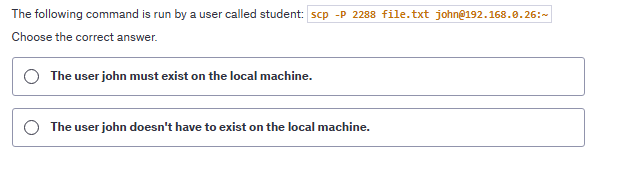 The following command is run by a user called student: scp -P 2288 file.txt john@192.168.0.26:~
Choose the correct answer.
The user john must exist on the local machine.
The user john doesn't have to exist on the local machine.